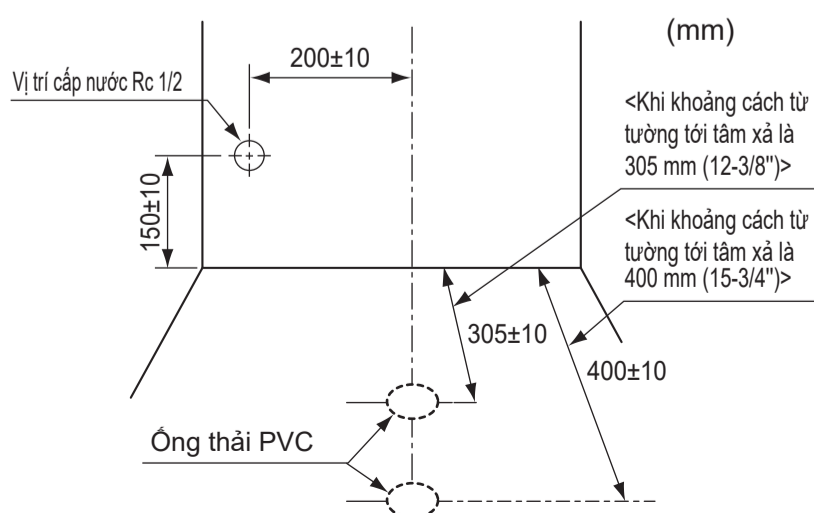 (mm)
200±10
Vị trí cấp nước Rc 1/2
<Khi khoảng cách từ
tường tới tâm xả là
305 mm (12-3/8")>
150±10
<Khi khoảng cách từ
tường tới tâm xả là
400 mm (15-3/4")>
305±10
400±10
Ống thải PVC